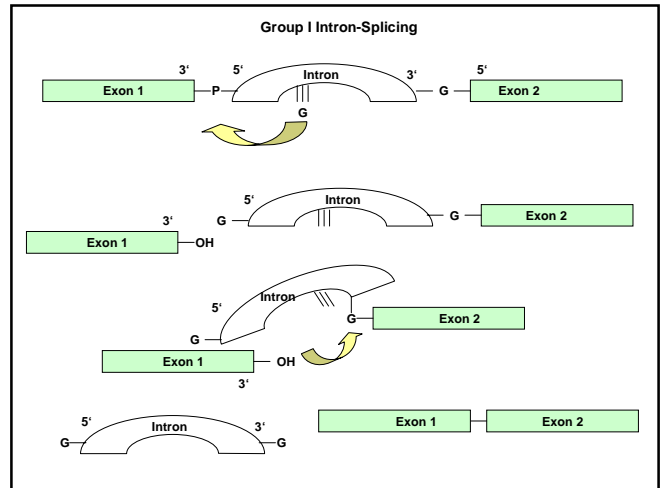 Group I Intron-Splicing
3‘ 5‘ Intron 3‘ 5‘
Exon 1 P G Exon 2
G
5‘ Intron
3‘ G G Exon 2
Exon 1 OH
Intron
5‘ G Exon 2
G
Exon 1 OH
3‘
5‘ Intron 3‘ Exon 1 Exon 2
G G